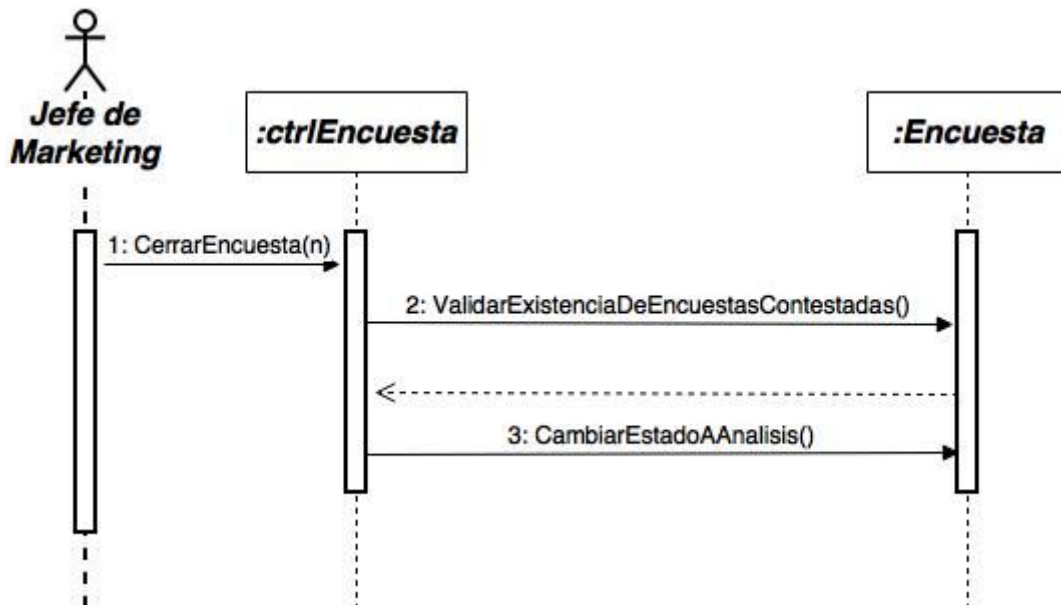 Jefe de
Marketing
:ctrlEncuesta
:Encuesta
1: CerrarEncuesta(n)
2: ValidarExistenciaDeEncuestasContestadas()
3: CambiarEstadoAAnalisis()